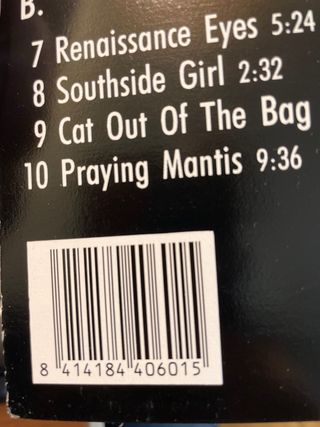 B.
7 Renaissance Eyes 5:24
8 Southside Girl 2:32
9 Cat Out Of The Bag
10 Praying Mantis 9:36
8 414184 406015